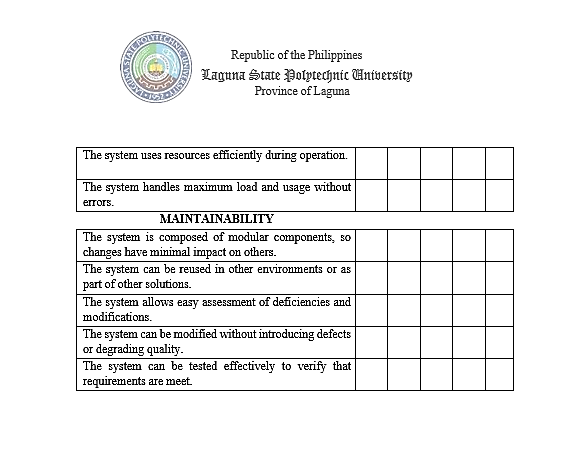 Republic of the Philippines
Laguna State Polytechnic University
Province of Laguna
The system uses resources efficiently during operation.
The system handles maximum load and usage without
errors.
MAINTAINABILITY
The system is composed of modular components, so
changes have minimal impact on others.
The system can be reused in other environments or as
part of other solutions.
The system allows easy assessment of deficiencies and
modifications.
The system can be modified without introducing defects
or degrading quality.
The system can be tested effectively to verify that
requirements are meet.